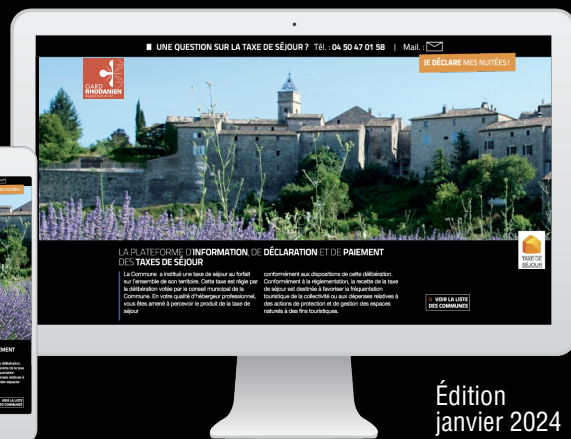 UNE QUESTION SUR LA TAXE DE SÉJOUR ? Tél. : 04 50 47 01 58 | Mail. :
JE DÉCLARE MES NUITÉES !
GARD
RHODANIEN
LA PLATEFORME D'INFORMATION, DE DÉCLARATION ET DE PAIEMENT
DES TAXES DE SÉJOUR
La Commune a institué une taxe de séjour au forfait
sur l'ensemble de son territoire. Cette taxe est régie par
la délibération votée par le conseil municipal de la
Commune. En votre qualité d'hébergeur professionnel,
vous êtes amené à percevoir le produit de la taxe de
séjour
conformément aux dispositions de cette délibération.
Conformément à la réglementation, la recette de la taxe
de séjour est destinée à favoriser la fréquentation
touristique de la collectivité ou aux dépenses relatives à
des actions de protection et de gestion des espaces
naturels à des fins touristiques.
TAXE DE
SÉJOUR
VOIR LA LISTE
DES COMMUNES
EMENT
VOIR LA LISTE
DES COMMUNES
Édition
janvier 2024